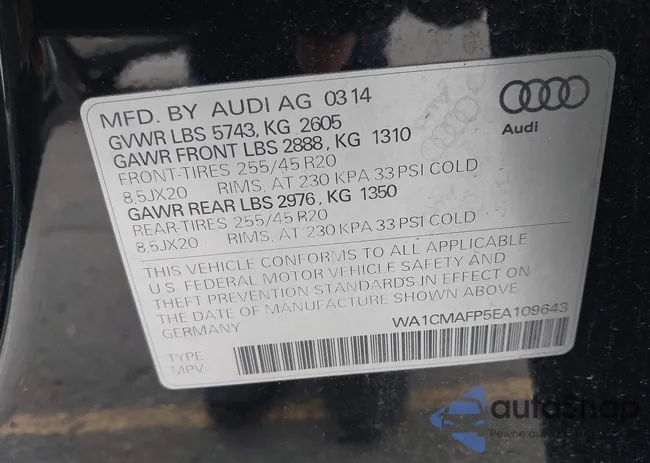 MFD. BY AUDI AG 03 14
GVWR LBS 5743, KG 2605
GAWR FRONT LBS 2888, KG 1310
FRONT-TIRES 255/45 R20
8,5JX20 RIMS, AT 230 KPA 33 PSI COLD
GAWR REAR LBS 2976, KG 1350
REAR-TIRES 255/45 R20
8,5JX20 RIMS, AT 230 KPA 33 PSI COLD
Audi
THIS VEHICLE CONFORMS TO ALL APPLICABLE
U.S. FEDERAL MOTOR VEHICLE SAFETY AND
THEFT PREVENTION STANDARDS IN EFFECT ON
THE DATE OF MANUFACTURE SHOWN ABOVE
GERMANY
WA1CMAFP5EA109643
TYPE
MPV
autoSnap
Pewne au